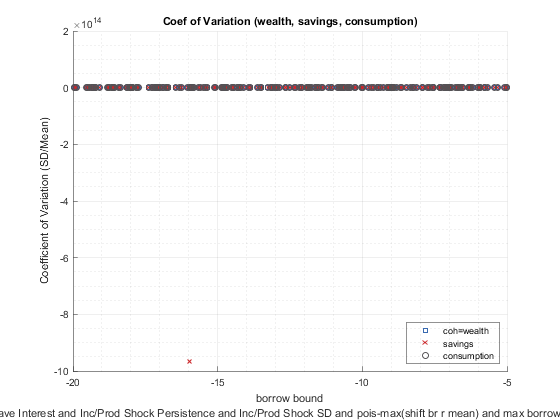 Coef of Variation (wealth, savings, consumption)
×10^14
2
0
-2
-4
-6
-8
-10
Coefficient of Variation (SD/Mean)
coh=wealth
savings
consumption
-20
-15
-10
-5
borrow bound
ave Interest and Inc/Prod Shock Persistence and Inc/Prod Shock SD and pois-max(shift br r mean) and max borrow